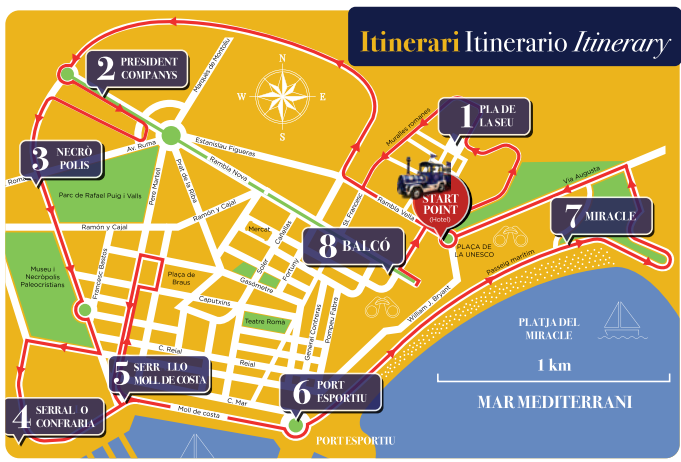 Itinerari Itinerario Itinerary
2 PRESIDENT
COMPANYS
Marquès de Montoliu
N
W
E
S
1 PLA DE
LA SEU
Muralles romanes
3 NECRÒ
POLIS
Av. Ruma
Estanislau Figueras
Rambla Nova
Parc de Rafael Puig i Valls
Pere Martell
Prat de la Riba
Ramón y Cajal
Ramón y Cajal
St. Francesc
Rambla Vella
START
POINT
(Hotel)
Via Augusta
7 MIRACLE
PLAÇA DE
LA UNESCO
Passeig marítim
8 BALCÓ
Mercat
Cañellas
Soler
Fortuny
Gasòmetre
Museu i
Necròpolis
Paleocristians
Francesc Bastos
Plaça de
Braus
Caputxins
Teatre Roma
General Contreras
Pompeu Fabra
William J. Bryant
C. Reial
Reial
C. Mar
PLATJA DEL
MIRACLE
1 km
MAR MEDITERRANI
5 SERR LLO
MOLL DE COSTA
4 SERRAL O
CONFRARIA
Moll de costa
6 PORT
ESPORTIU
PORT ESPORTIU